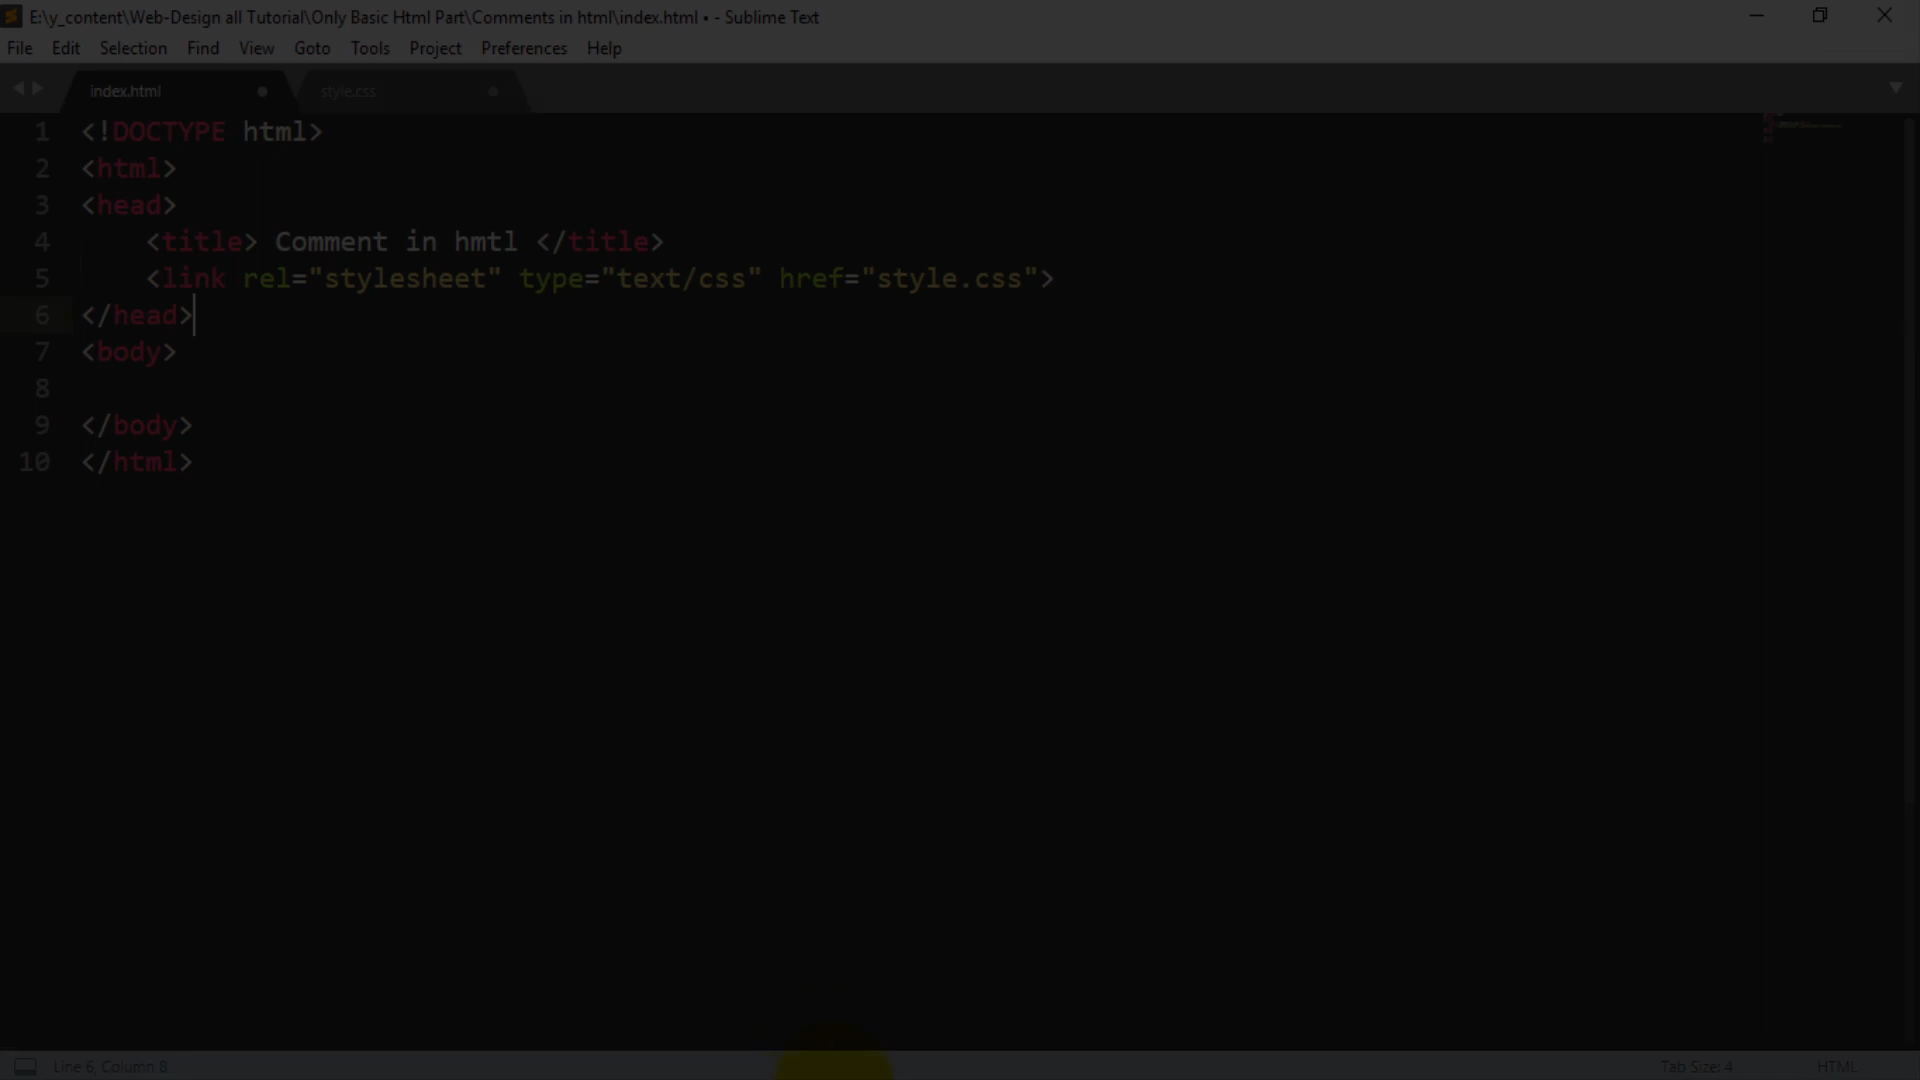 E:\y_content\Web-Design all Tutorial\Only Basic Html Part\Comments in html\index.html • - Sublime Text
File Edit Selection Find View Goto Tools Project Preferences Help
index.html style.css
1 <!DOCTYPE html>
2 <html>
3 <head>
4 <title> Comment in hmtl </title>
5 <link rel="stylesheet" type="text/css" href="style.css">
6 </head>
7 <body>
8
9 </body>
10 </html>
Line 6, Column 8 Tab Size: 4 HTML